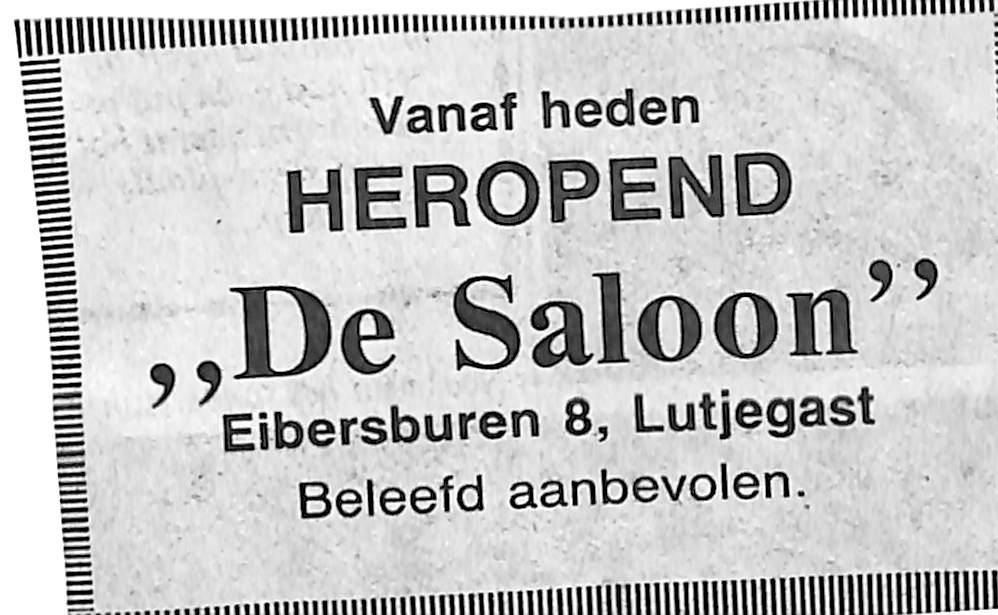 Vanaf heden
HEROPEND
„De Saloon”
Eibersburen 8, Lutjegast
Beleefd aanbevolen.